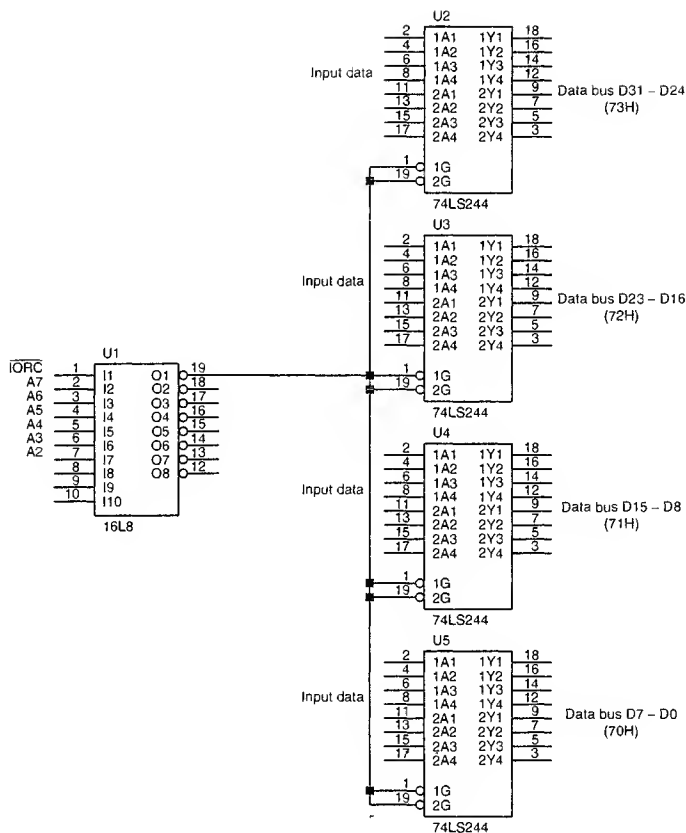 U2
2 1A1 1Y1 18
4 1A2 1Y2 16
6 1A3 1Y3 14
8 1A4 1Y4 12
11 2A1 2Y1 9
13 2A2 2Y2 7
15 2A3 2Y3 5
17 2A4 2Y4 3
1 1G
19 2G
74LS244
Input data
Data bus D31 – D24
(73H)
U3
2 1A1 1Y1 18
4 1A2 1Y2 16
6 1A3 1Y3 14
8 1A4 1Y4 12
11 2A1 2Y1 9
13 2A2 2Y2 7
15 2A3 2Y3 5
17 2A4 2Y4 3
1 1G
19 2G
74LS244
Input data
Data bus D23 – D16
(72H)
U1
IORC 1 I1 O1 19
A7 2 I2 O2 18
A6 3 I3 O3 17
A5 4 I4 O4 16
A4 5 I5 O5 15
A3 6 I6 O6 14
A2 7 I7 O7 13
8 I8 O8 12
9 I9
10 I10
16L8
U4
2 1A1 1Y1 18
4 1A2 1Y2 16
6 1A3 1Y3 14
8 1A4 1Y4 12
11 2A1 2Y1 9
13 2A2 2Y2 7
15 2A3 2Y3 5
17 2A4 2Y4 3
1 1G
19 2G
74LS244
Input data
Data bus D15 – D8
(71H)
U5
2 1A1 1Y1 18
4 1A2 1Y2 16
6 1A3 1Y3 14
8 1A4 1Y4 12
11 2A1 2Y1 9
13 2A2 2Y2 7
15 2A3 2Y3 5
17 2A4 2Y4 3
1 1G
19 2G
74LS244
Input data
Data bus D7 – D0
(70H)